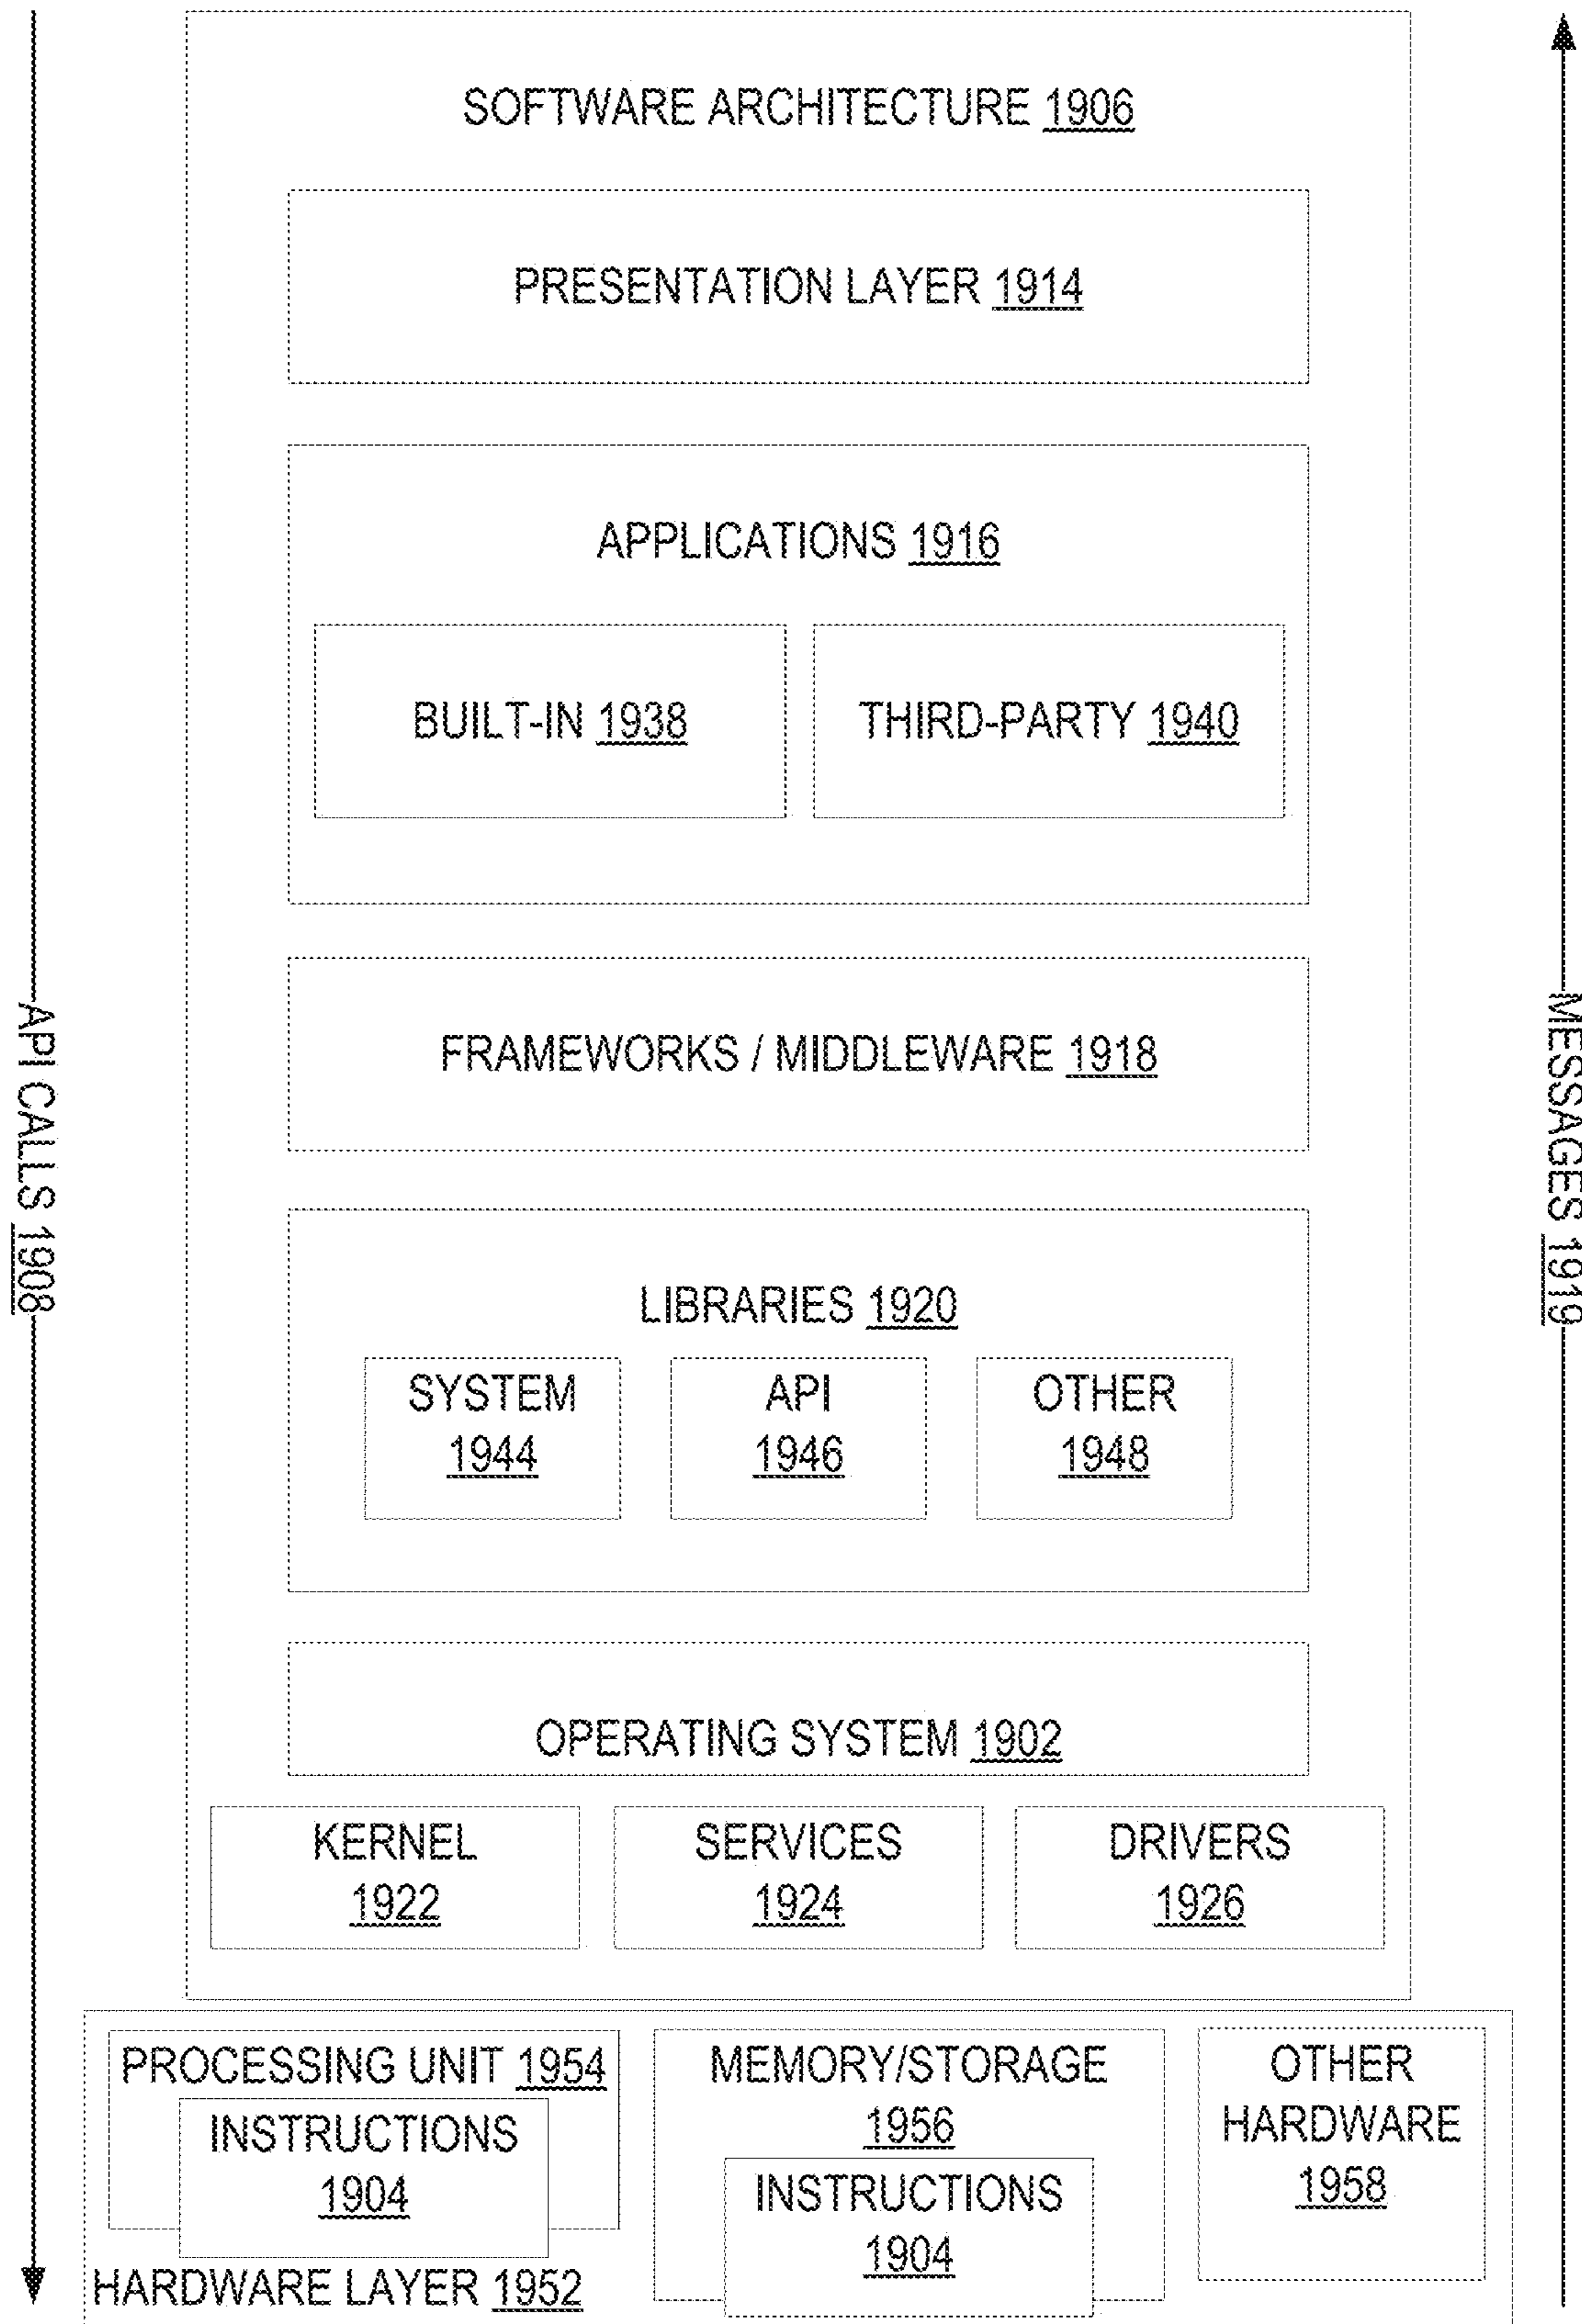 SOFTWARE ARCHITECTURE 1906
PRESENTATION LAYER 1914
APPLICATIONS 1916
BUILT-IN 1938
THIRD-PARTY 1940
FRAMEWORKS / MIDDLEWARE 1918
API CALLS 1908
MESSAGES 1919
LIBRARIES 1920
SYSTEM
1944
API
1946
OTHER
1948
OPERATING SYSTEM 1902
KERNEL
1922
SERVICES
1924
DRIVERS
1926
PROCESSING UNIT 1954
INSTRUCTIONS
1904
MEMORY/STORAGE
1956
INSTRUCTIONS
1904
OTHER
HARDWARE
1958
HARDWARE LAYER 1952